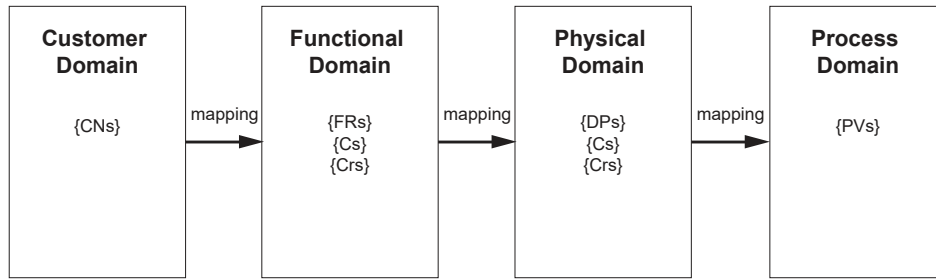 Customer
Domain
{CNs}
mapping
Functional
Domain
{FRs}
{Cs}
{Crs}
mapping
Physical
Domain
{DPs}
{Cs}
{Crs}
mapping
Process
Domain
{PVs}